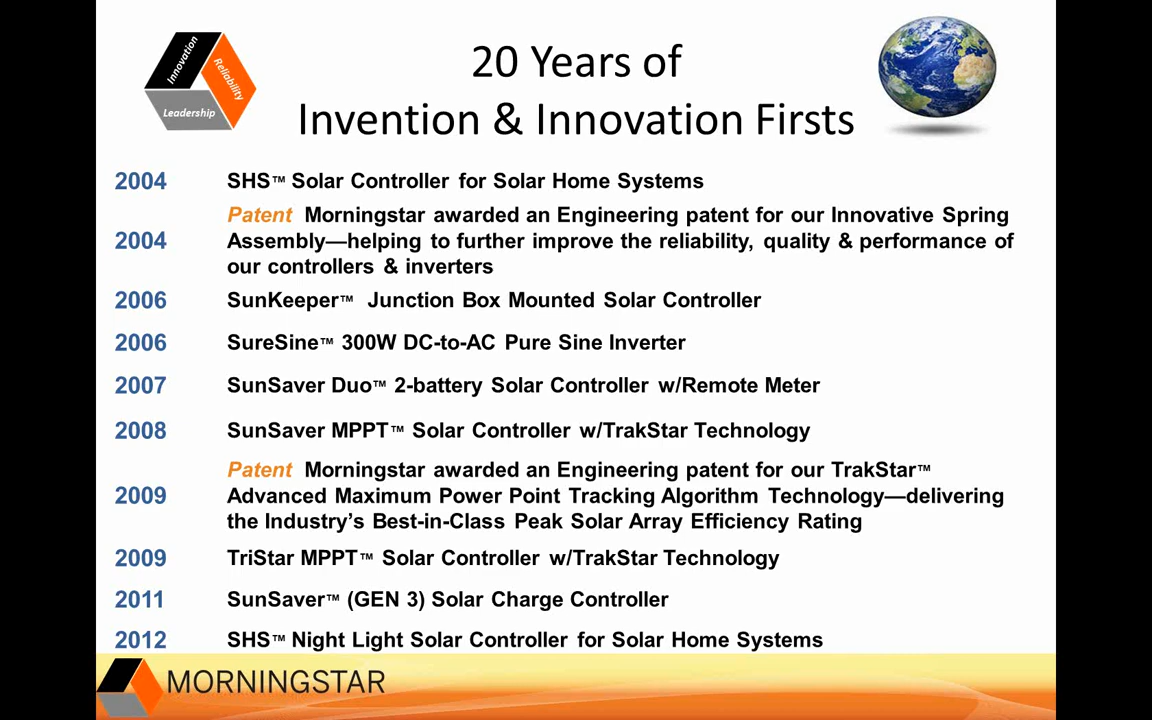 Innovation
Reliability
Leadership
20 Years of
Invention & Innovation Firsts
2004 SHS™ Solar Controller for Solar Home Systems
Patent Morningstar awarded an Engineering patent for our Innovative Spring
2004 Assembly—helping to further improve the reliability, quality & performance of
our controllers & inverters
2006 SunKeeper™ Junction Box Mounted Solar Controller
2006 SureSine™ 300W DC-to-AC Pure Sine Inverter
2007 SunSaver Duo™ 2-battery Solar Controller w/Remote Meter
2008 SunSaver MPPT™ Solar Controller w/TrakStar Technology
Patent Morningstar awarded an Engineering patent for our TrakStar™
2009 Advanced Maximum Power Point Tracking Algorithm Technology—delivering
the Industry’s Best-in-Class Peak Solar Array Efficiency Rating
2009 TriStar MPPT™ Solar Controller w/TrakStar Technology
2011 SunSaver™ (GEN 3) Solar Charge Controller
2012 SHS™ Night Light Solar Controller for Solar Home Systems
MORNINGSTAR